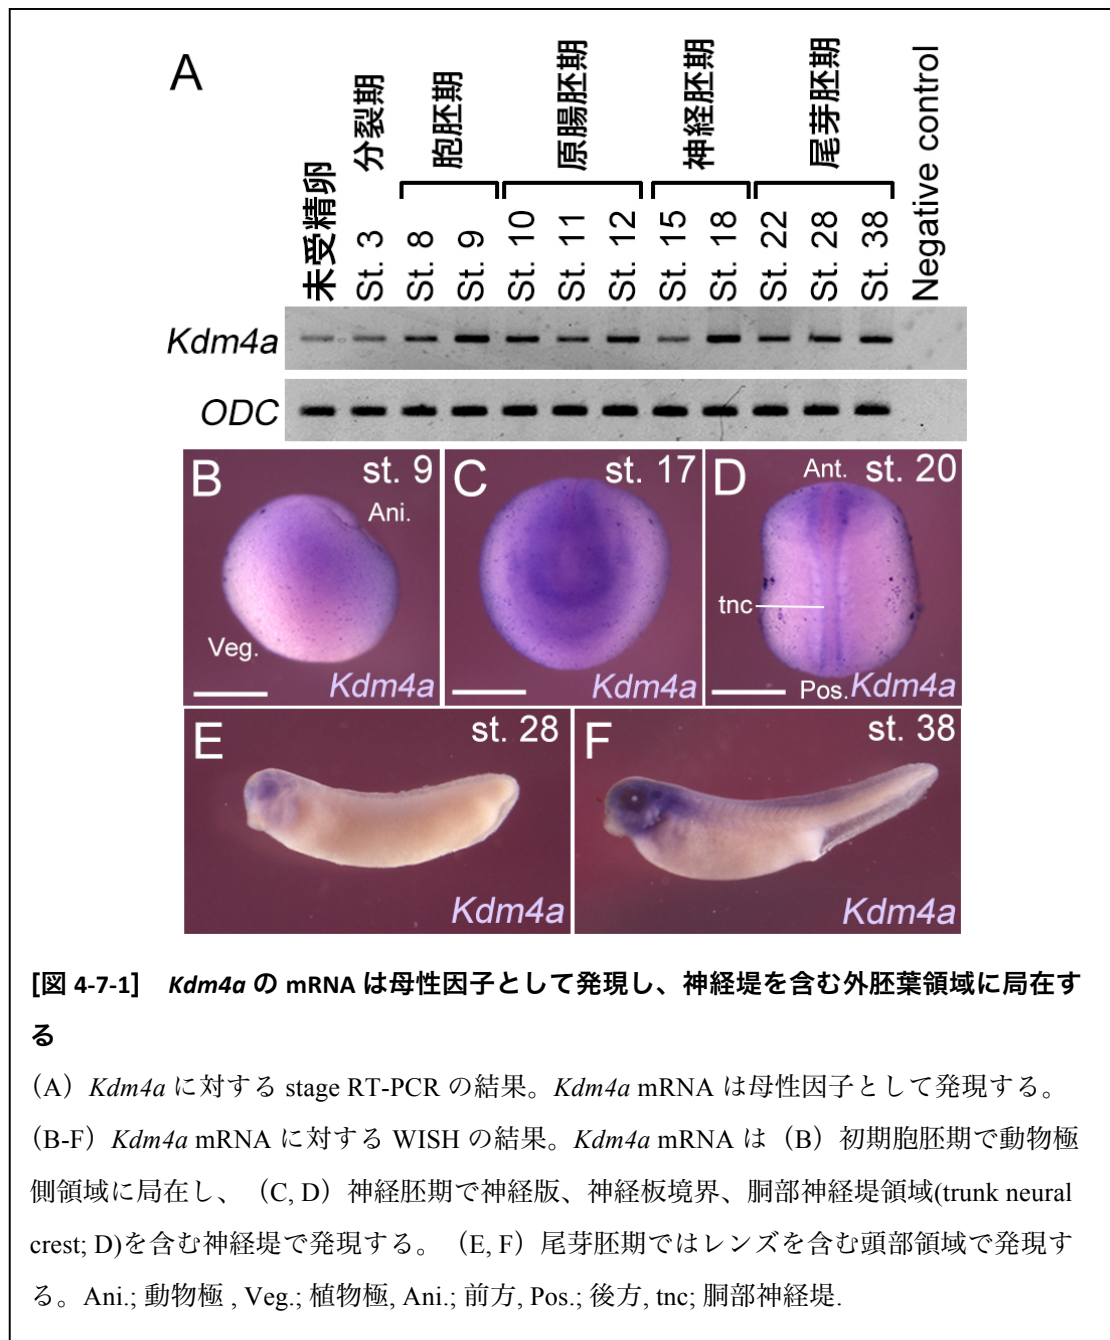 A
未受精卵
分裂期
胞胚期
原腸胚期
神経胚期
尾芽胚期
St. 3
St. 8
St. 9
St. 10
St. 11
St. 12
St. 15
St. 18
St. 22
St. 28
St. 38
Negative control
Kdm4a
ODC
B
st. 9
Ani.
Veg.
Kdm4a
C
st. 17
Kdm4a
D
Ant.
st. 20
tnc
Pos.
Kdm4a
E
st. 28
Kdm4a
F
st. 38
Kdm4a
[図 4-7-1] Kdm4a の mRNA は母性因子として発現し、神経堤を含む外胚葉領域に局在す
る
（A）Kdm4a に対する stage RT-PCR の結果。Kdm4a mRNA は母性因子として発現する。
（B-F）Kdm4a mRNA に対する WISH の結果。Kdm4a mRNA は（B）初期胞胚期で動物極
側領域に局在し、（C, D）神経胚期で神経版、神経板境界、胴部神経堤領域(trunk neural
crest; D)を含む神経堤で発現する。（E, F）尾芽胚期ではレンズを含む頭部領域で発現す
る。Ani.; 動物極 , Veg.; 植物極, Ani.; 前方, Pos.; 後方, tnc; 胴部神経堤.